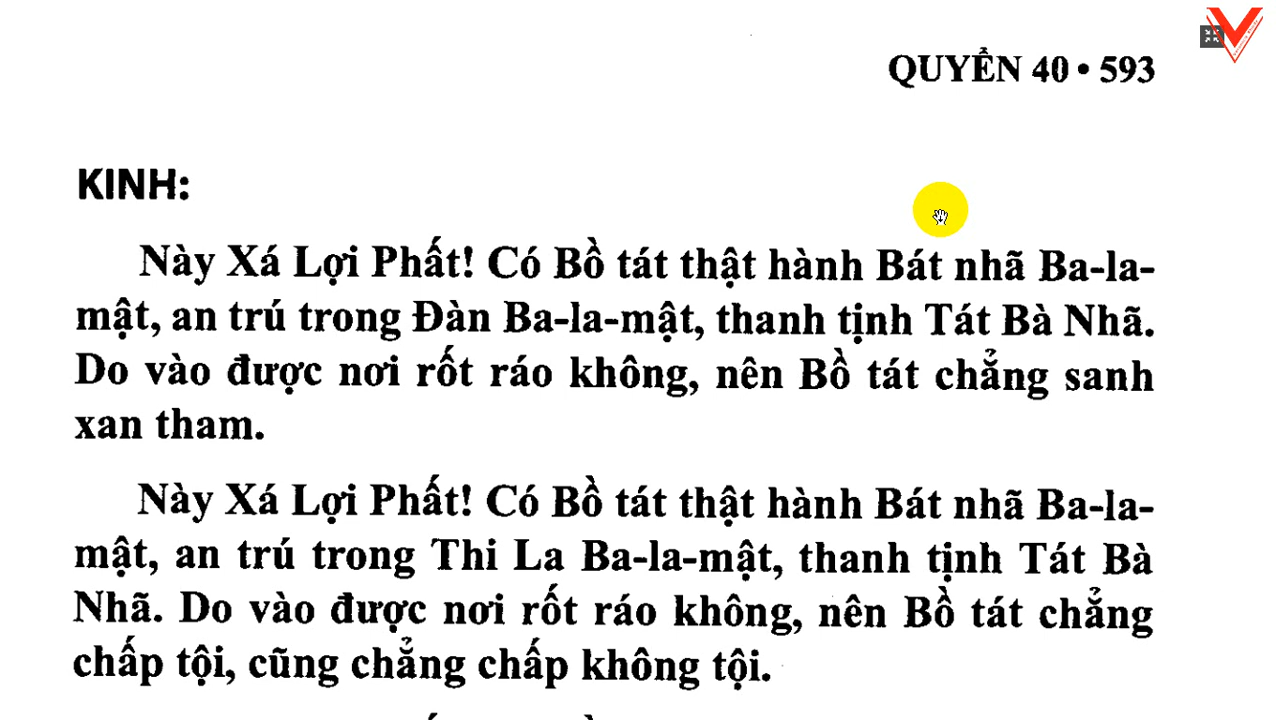 QUYỂN 40 • 593
KINH:
Này Xá Lợi Phất! Có Bồ tát thật hành Bát nhã Ba-la-
mật, an trú trong Đàn Ba-la-mật, thanh tịnh Tát Bà Nhã.
Do vào được nơi rốt ráo không, nên Bồ tát chẳng sanh
xan tham.
Này Xá Lợi Phất! Có Bồ tát thật hành Bát nhã Ba-la-
mật, an trú trong Thi La Ba-la-mật, thanh tịnh Tát Bà
Nhã. Do vào được nơi rốt ráo không, nên Bồ tát chẳng
chấp tội, cũng chẳng chấp không tội.